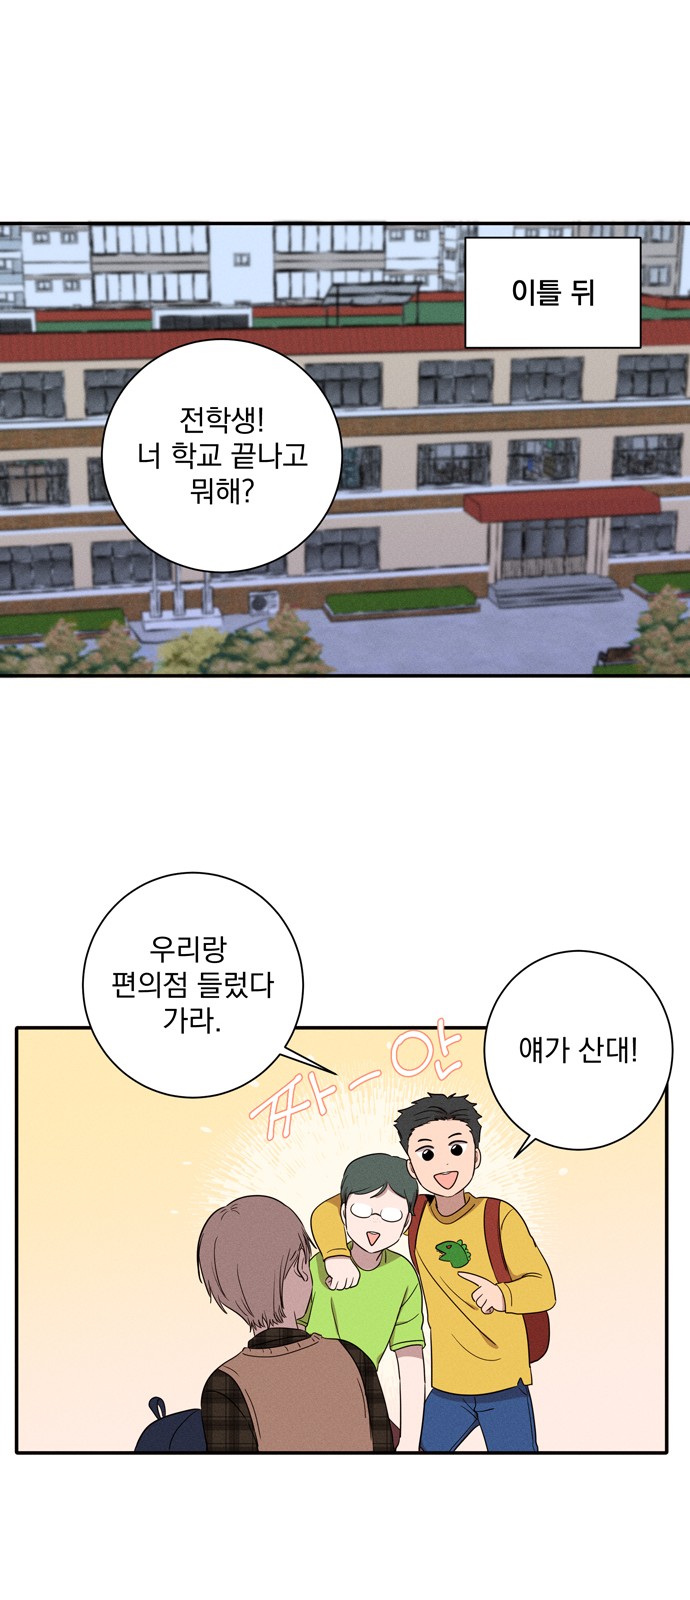 이틀 뒤
전학생!
너 학교 끝나고
뭐해?
우리랑
편의점 들렀다
가라.
얘가 산대!
짜-안